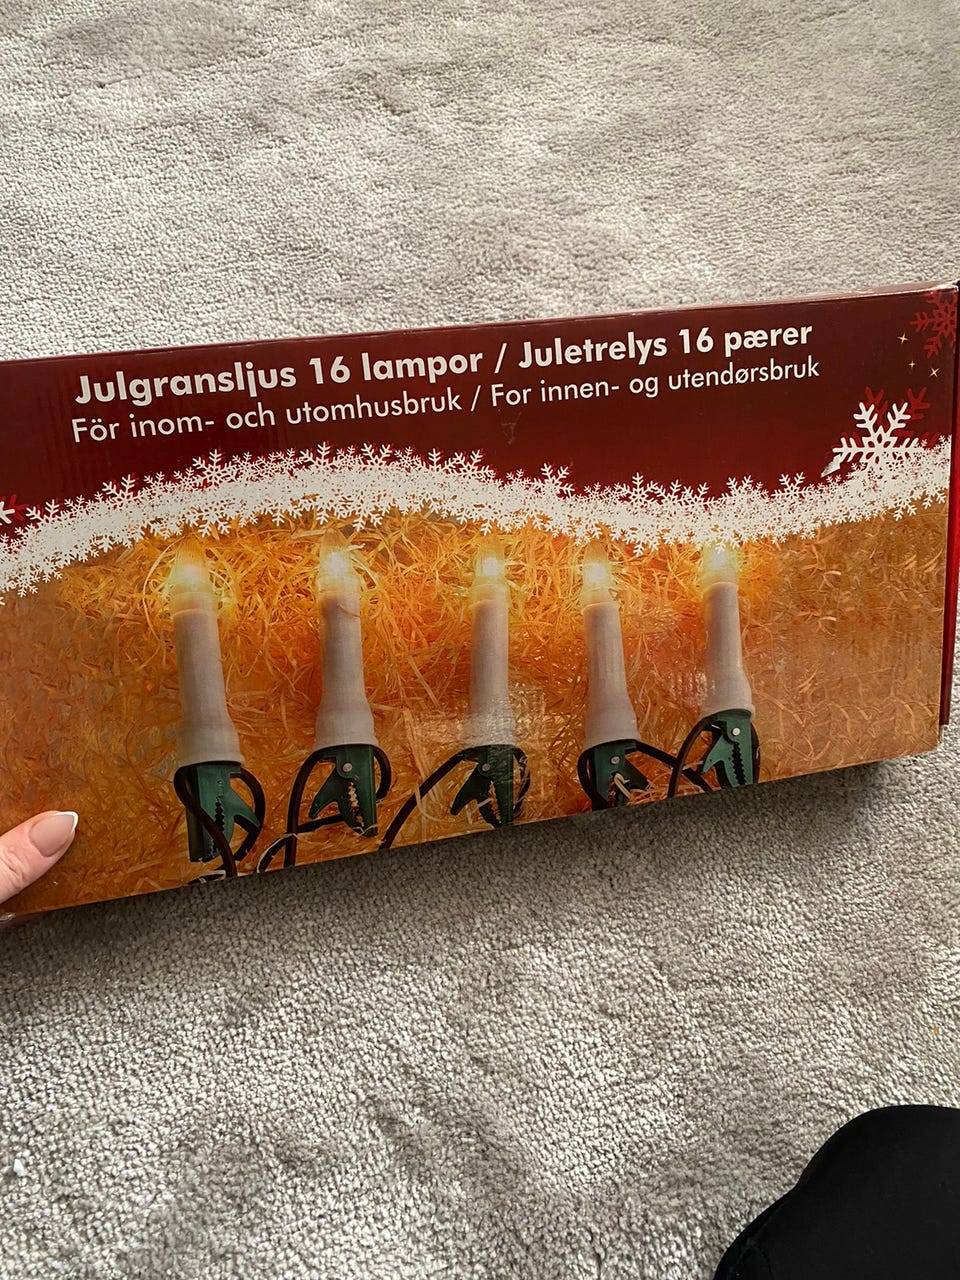 Julgransljus 16 lampor / Juletrelys 16 pærer
För inom- och utomhusbruk / For innen- og utendørsbruk